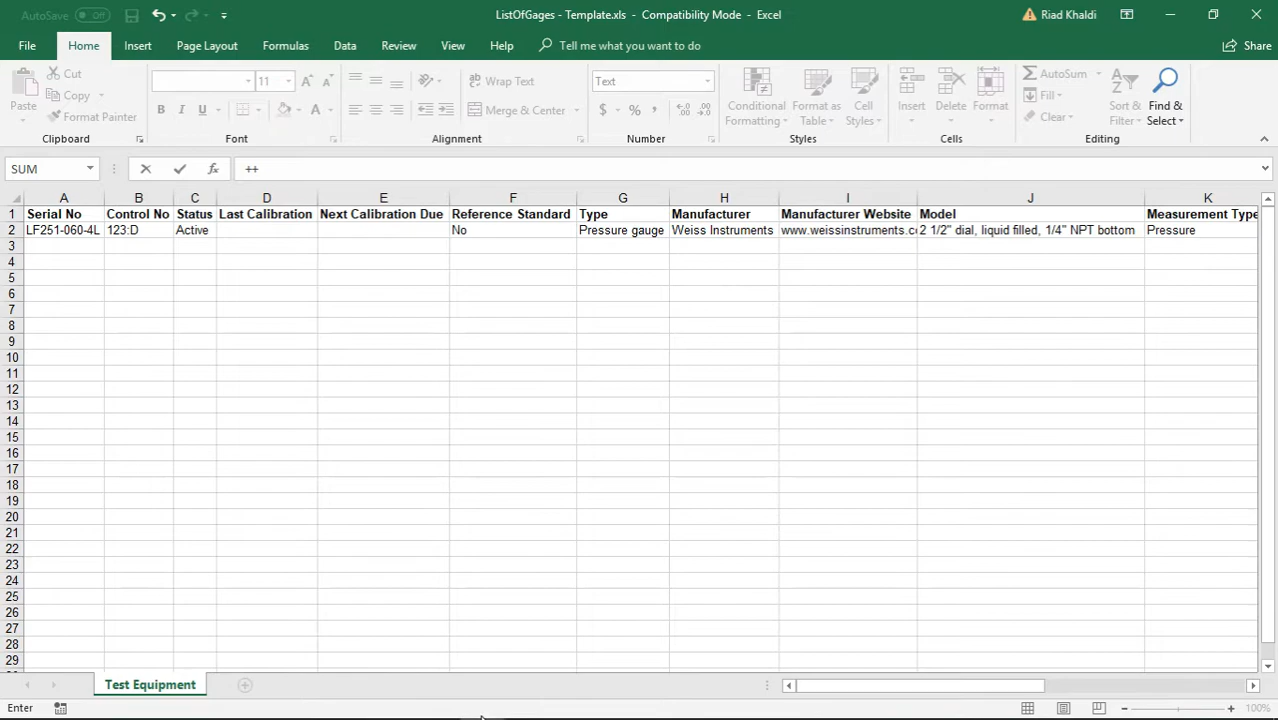 AutoSave Off
ListOfGages - Template.xls - Compatibility Mode - Excel
Riad Khaldi
File Home Insert Page Layout Formulas Data Review View Help Tell me what you want to do Share
Paste
Cut
Copy
Format Painter
Clipboard
11
B I U
A
Font
Wrap Text
Merge & Center
Alignment
Text
$ % ,
Number
Conditional Formatting
Format as Table
Cell Styles
Styles
Insert
Delete
Format
Cells
AutoSum
Fill
Clear
Sort & Filter
Find & Select
Editing
SUM fx ++
A B C D E F G H I J K
1 Serial No Control No Status Last Calibration Next Calibration Due Reference Standard Type Manufacturer Manufacturer Website Model Measurement Type
2 LF251-060-4L 123:D Active No Pressure gauge Weiss Instruments www.weissinstruments.co 2 1/2" dial, liquid filled, 1/4" NPT bottom Pressure
3
4
5
6
7
8
9
10
11
12
13
14
15
16
17
18
19
20
21
22
23
24
25
26
27
28
29
Test Equipment
Enter
100%